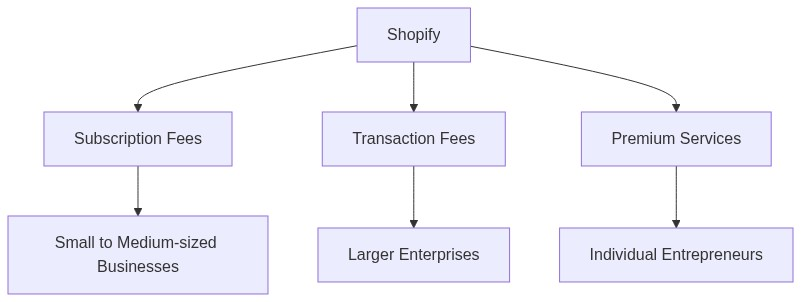 Shopify
Subscription Fees
Transaction Fees
Premium Services
Small to Medium-sized
Businesses
Larger Enterprises
Individual Entrepreneurs